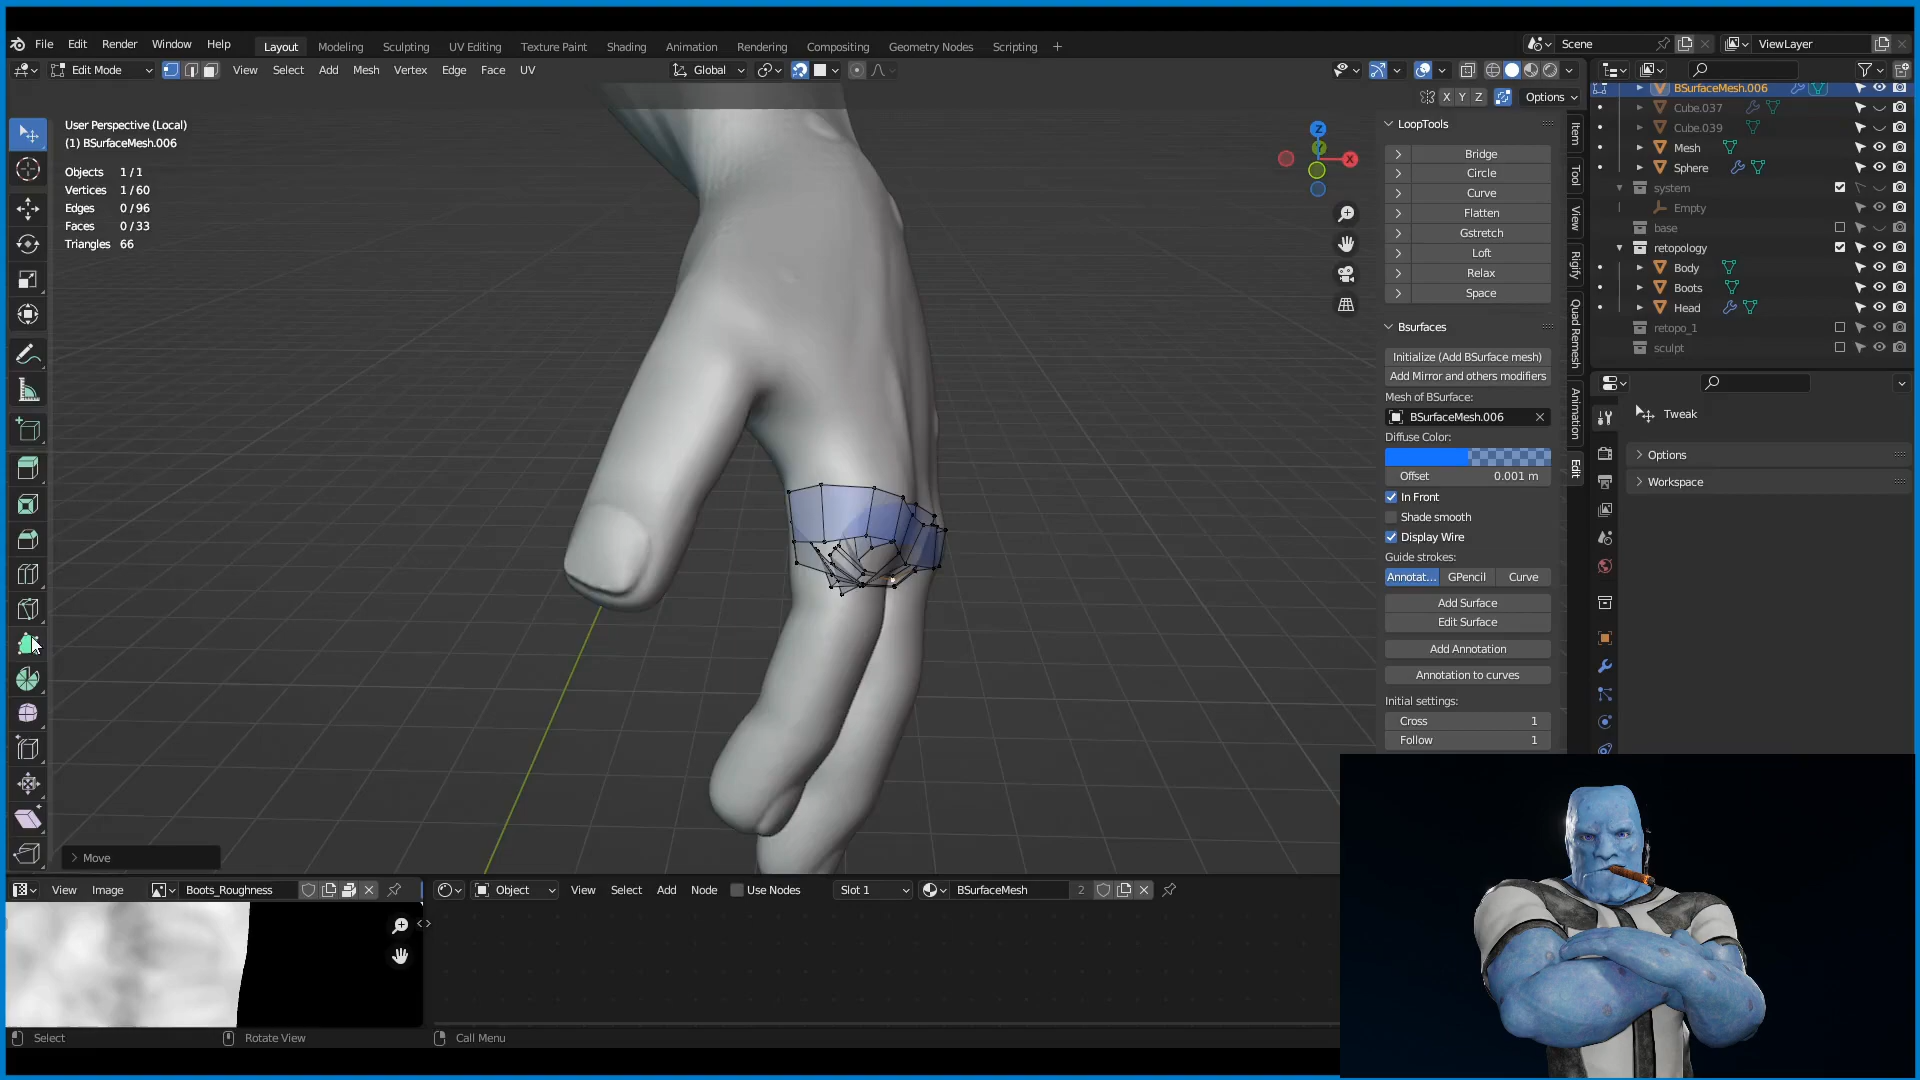 File Edit Render Window Help Layout Modeling Sculpting UV Editing Texture Paint Shading Animation Rendering Compositing Geometry Nodes Scripting + Scene ViewLayer
Edit Mode View Select Add Mesh Vertex Edge Face UV Global
X Y Z Options
User Perspective (Local)
(1) BSurfaceMesh.006
Objects 1 / 1
Vertices 1 / 60
Edges 0 / 96
Faces 0 / 33
Triangles 66
Z
Y
X
LoopTools
Bridge
Circle
Curve
Flatten
Gstretch
Loft
Relax
Space
Bsurfaces
Initialize (Add BSurface mesh)
Add Mirror and others modifiers
Mesh of BSurface:
BSurfaceMesh.006
Diffuse Color:
Offset 0.001 m
In Front
Shade smooth
Display Wire
Guide strokes:
Annotat... GPencil Curve
Add Surface
Edit Surface
Add Annotation
Annotation to curves
Initial settings:
Cross 1
Follow 1
Item
Tool
View
Rigify
Quad Remesh
Animation
Edit
BSurfaceMesh.006
Cube.037
Cube.039
Mesh
Sphere
system
Empty
base
retopology
Body
Boots
Head
retopo_1
sculpt
Tweak
Options
Workspace
Move
View Image Boots_Roughness
Object View Select Add Node Use Nodes Slot 1 BSurfaceMesh 2
Select Rotate View Call Menu